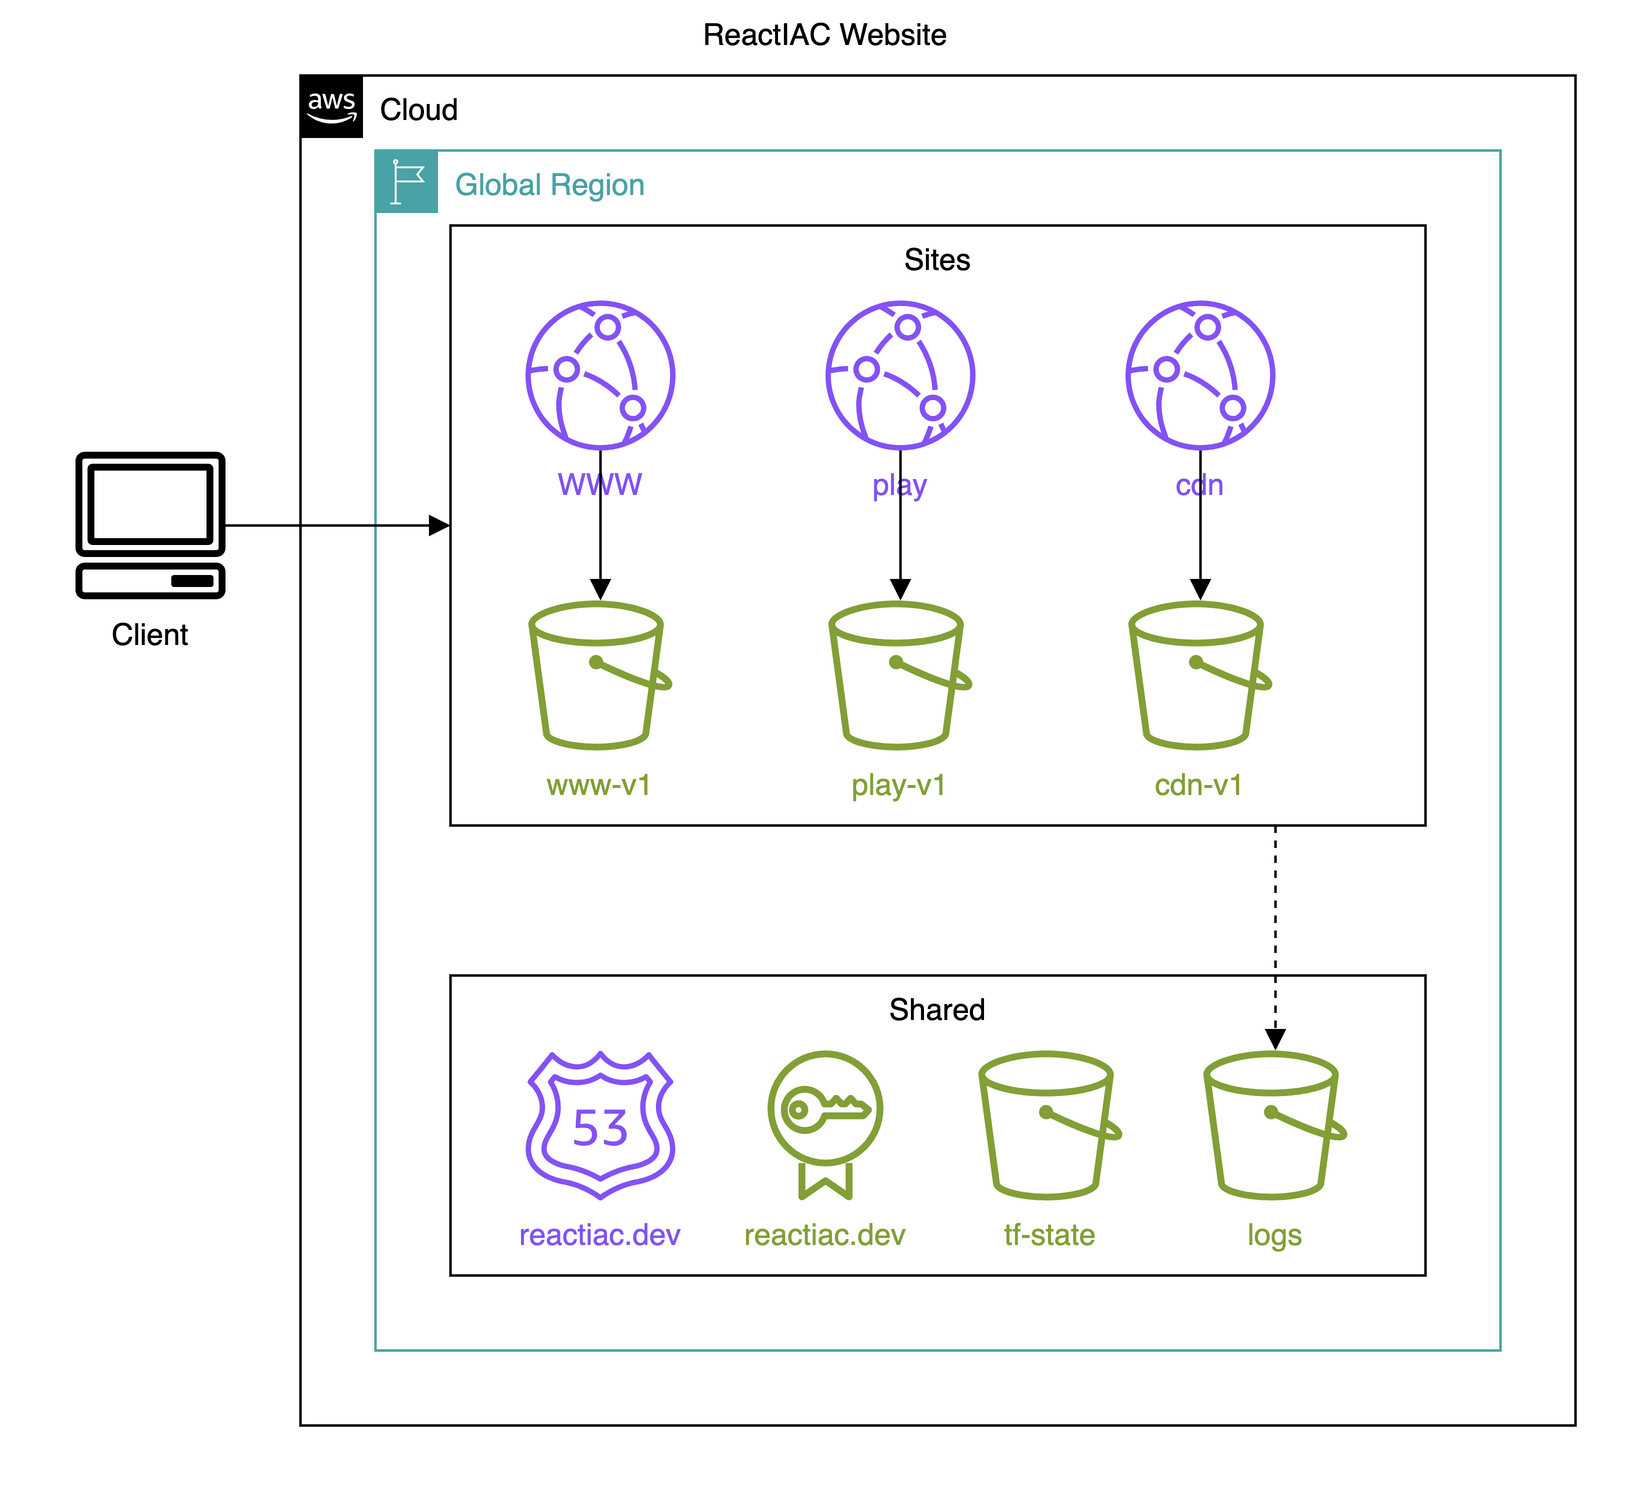 ReactIAC Website
aws
Cloud
Global Region
Sites
WWW
play
cdn
Client
www-v1
play-v1
cdn-v1
Shared
53
reactiac.dev
reactiac.dev
tf-state
logs